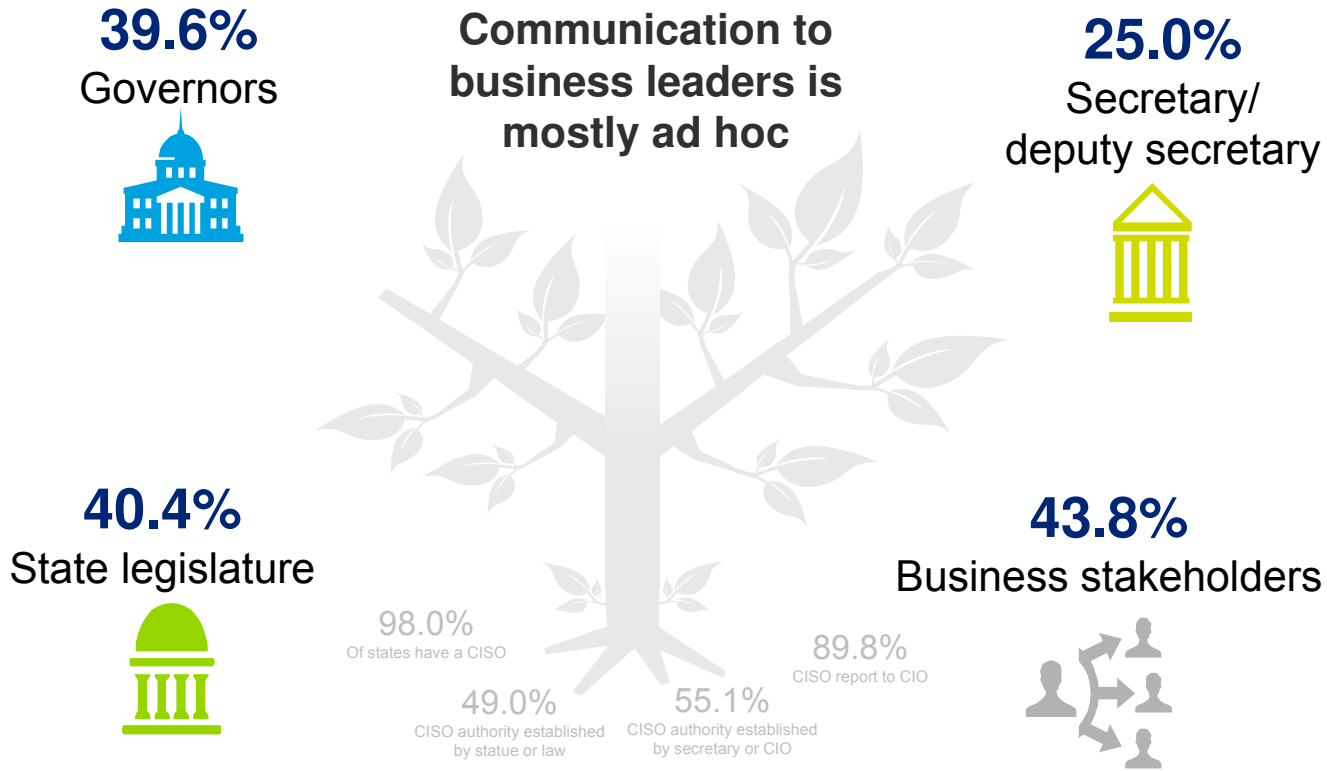 39.6%
Governors
Communication to
business leaders is
mostly ad hoc
25.0%
Secretary/
deputy secretary
40.4%
State legislature
43.8%
Business stakeholders
98.0%
Of states have a CISO
49.0%
CISO authority established
by statue or law
55.1%
CISO authority established
by secretary or CIO
89.8%
CISO report to CIO